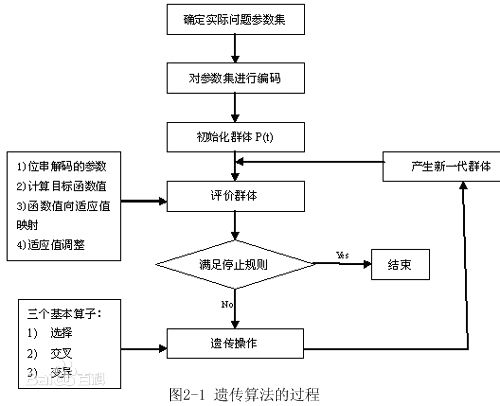 确定实际问题参数集
对参数集进行编码
初始化群体 P(t)
产生新一代群体
1)位串解码的参数
2)计算目标函数值
3)函数值向适应值
映射
4)适应值调整
评价群体
满足停止规则
Yes
结束
No
三个基本算子：
1) 选择
2) 交叉
3) 变异
遗传操作
Bai百科
图2-1 遗传算法的过程